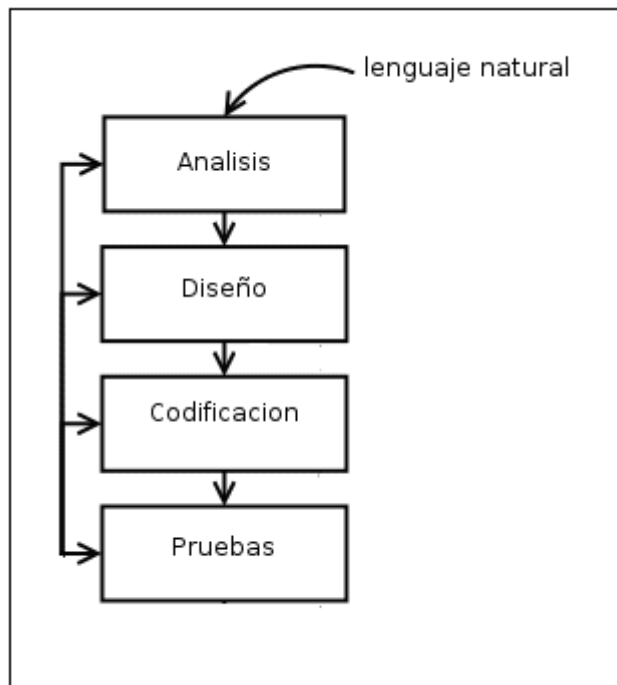 lenguaje natural
Analisis
Diseño
Codificacion
Pruebas